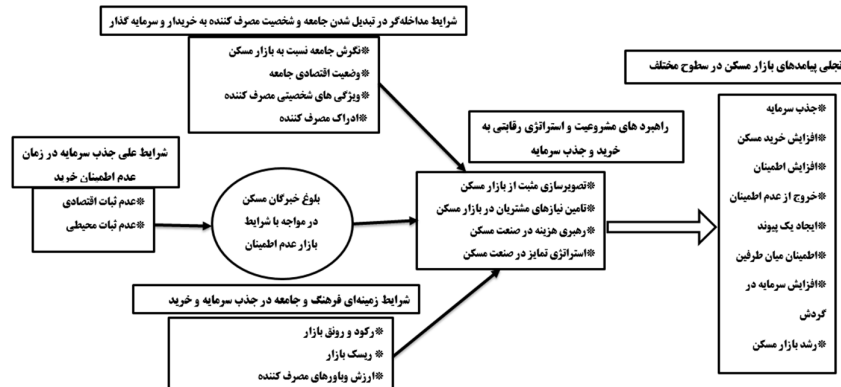 شرایط مداخله‌گر در تبدیل شدن جامعه و شخصیت مصرف کننده به خریدار و سرمایه گذار
※نگرش جامعه نسبت به بازار مسکن
※وضعیت اقتصادی جامعه
※ویژگی های شخصیتی مصرف کننده
※ادراک مصرف کننده
تجلی پیامدهای بازار مسکن در سطوح مختلف
※جذب سرمایه
※افزایش خرید مسکن
※افزایش اطمینان
※خروج از عدم اطمینان
※ایجاد یک پیوند
※اطمینان میان طرفین
※افزایش سرمایه در
گردش
※رشد بازار مسکن
راهبرد های مشروعیت و استراتژی رقابتی به
خرید و جذب سرمایه
※تصویرسازی مثبت از بازار مسکن
※تامین نیازهای مشتریان در بازار مسکن
※رهبری هزینه در صنعت مسکن
※استراتژی تمایز در صنعت مسکن
شرایط علی جذب سرمایه در زمان
عدم اطمینان خرید
※عدم ثبات اقتصادی
※عدم ثبات محیطی
بلوغ خبرگان مسکن
در مواجه با شرایط
بازار عدم اطمینان
شرایط زمینه‌ای فرهنگ و جامعه در جذب سرمایه و خرید
※رکود و رونق بازار
※ریسک بازار
※ارزش وباورهای مصرف کننده